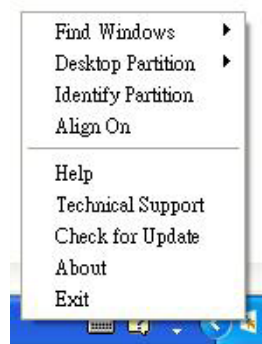 Find Windows
Desktop Partition
Identify Partition
Align On
Help
Technical Support
Check for Update
About
Exit